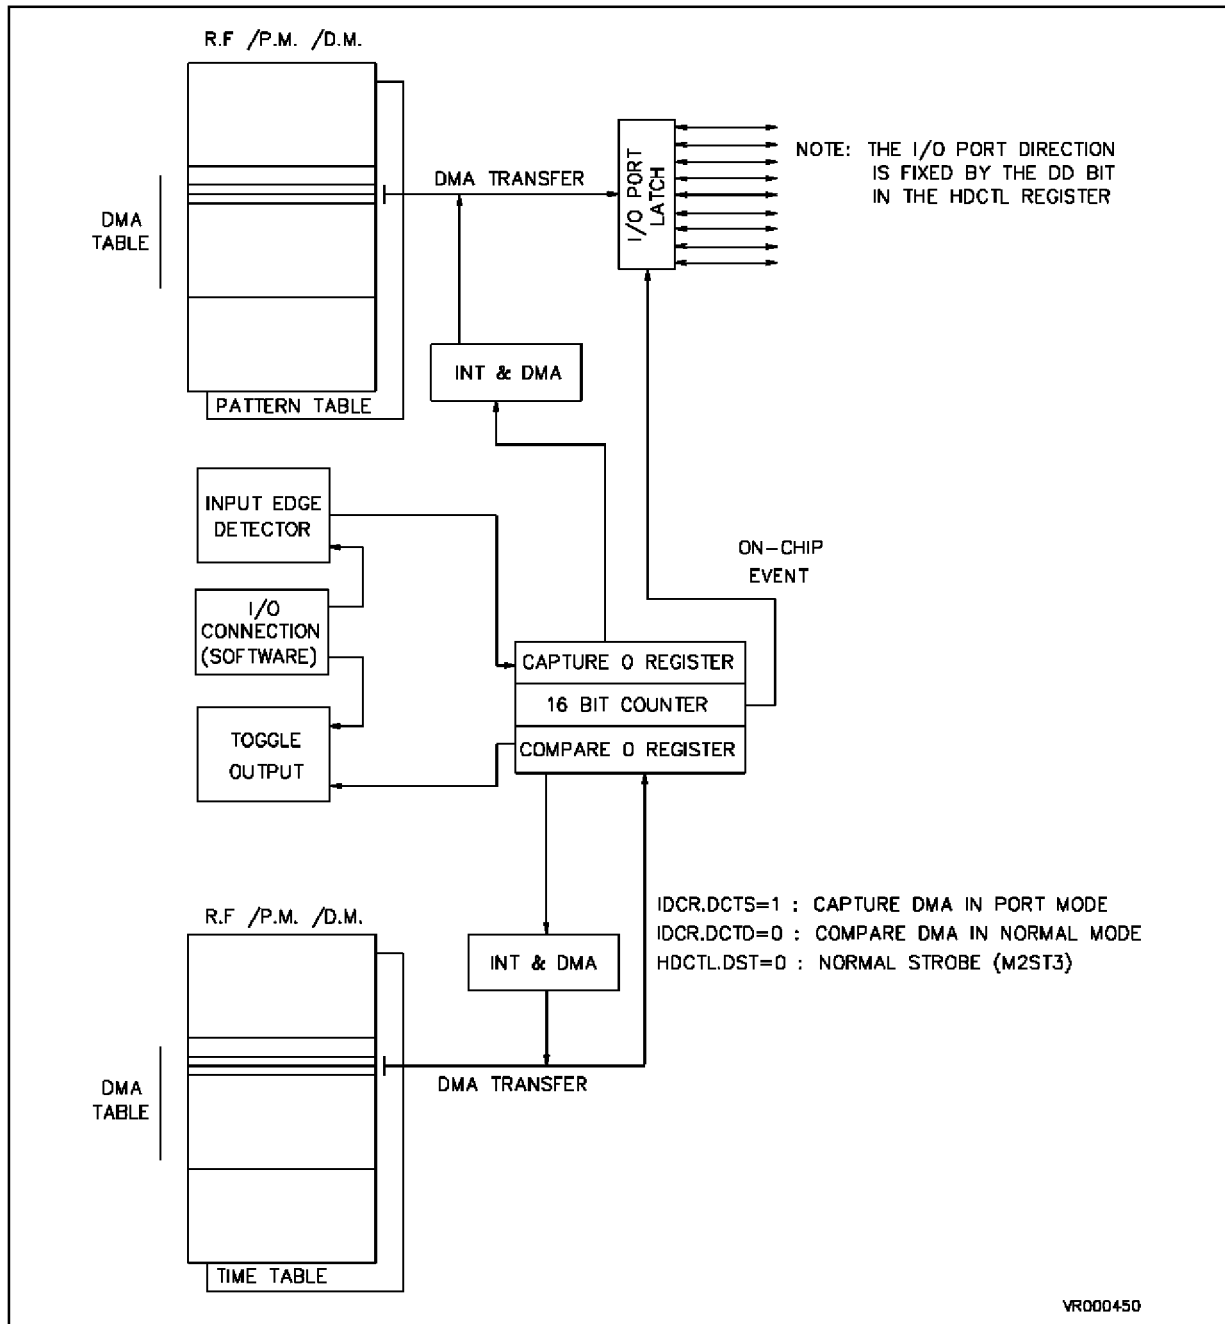 R.F /P.M. /D.M.
DMA TRANSFER
I/O PORT
LATCH
NOTE: THE I/O PORT DIRECTION
IS FIXED BY THE DD BIT
IN THE HDCTL REGISTER
DMA
TABLE
INT & DMA
PATTERN TABLE
INPUT EDGE
DETECTOR
ON-CHIP
EVENT
I/O
CONNECTION
(SOFTWARE)
CAPTURE 0 REGISTER
16 BIT COUNTER
COMPARE 0 REGISTER
TOGGLE
OUTPUT
R.F /P.M. /D.M.
IDCR.DCTS=1 : CAPTURE DMA IN PORT MODE
IDCR.DCTD=0 : COMPARE DMA IN NORMAL MODE
HDCTL.DST=0 : NORMAL STROBE (M2ST3)
INT & DMA
DMA TRANSFER
DMA
TABLE
TIME TABLE
VR000450